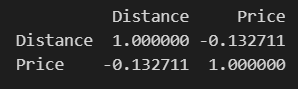 Distance Price
Distance 1.000000 -0.132711
Price -0.132711 1.000000